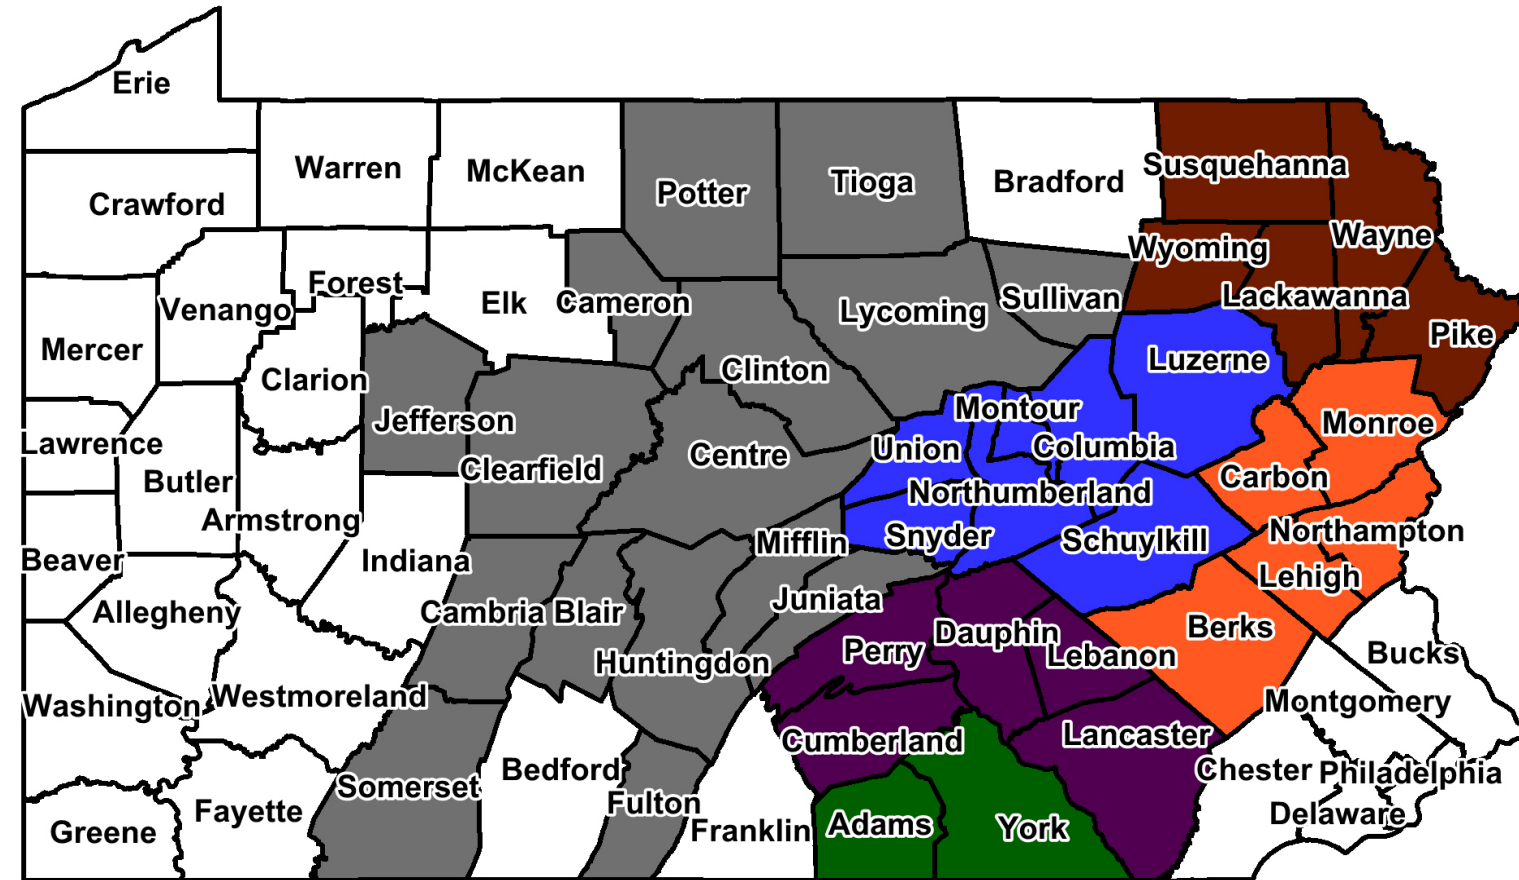 Erie
Warren
McKean
Potter
Tioga
Bradford
Susquehanna
Crawford
Wayne
Wyoming
Forest
Venango
Elk
Cameron
Lycoming
Sullivan
Lackawanna
Pike
Mercer
Clarion
Clinton
Luzerne
Jefferson
Montour
Monroe
Lawrence
Butler
Clearfield
Centre
Union
Columbia
Carbon
Armstrong
Northumberland
Beaver
Indiana
Mifflin
Snyder
Schuylkill
Northampton
Lehigh
Allegheny
Cambria
Blair
Juniata
Dauphin
Berks
Huntingdon
Perry
Lebanon
Bucks
Washington
Westmoreland
Montgomery
Cumberland
Lancaster
Somerset
Bedford
Chester
Philadelphia
Greene
Fayette
Fulton
Franklin
Adams
York
Delaware